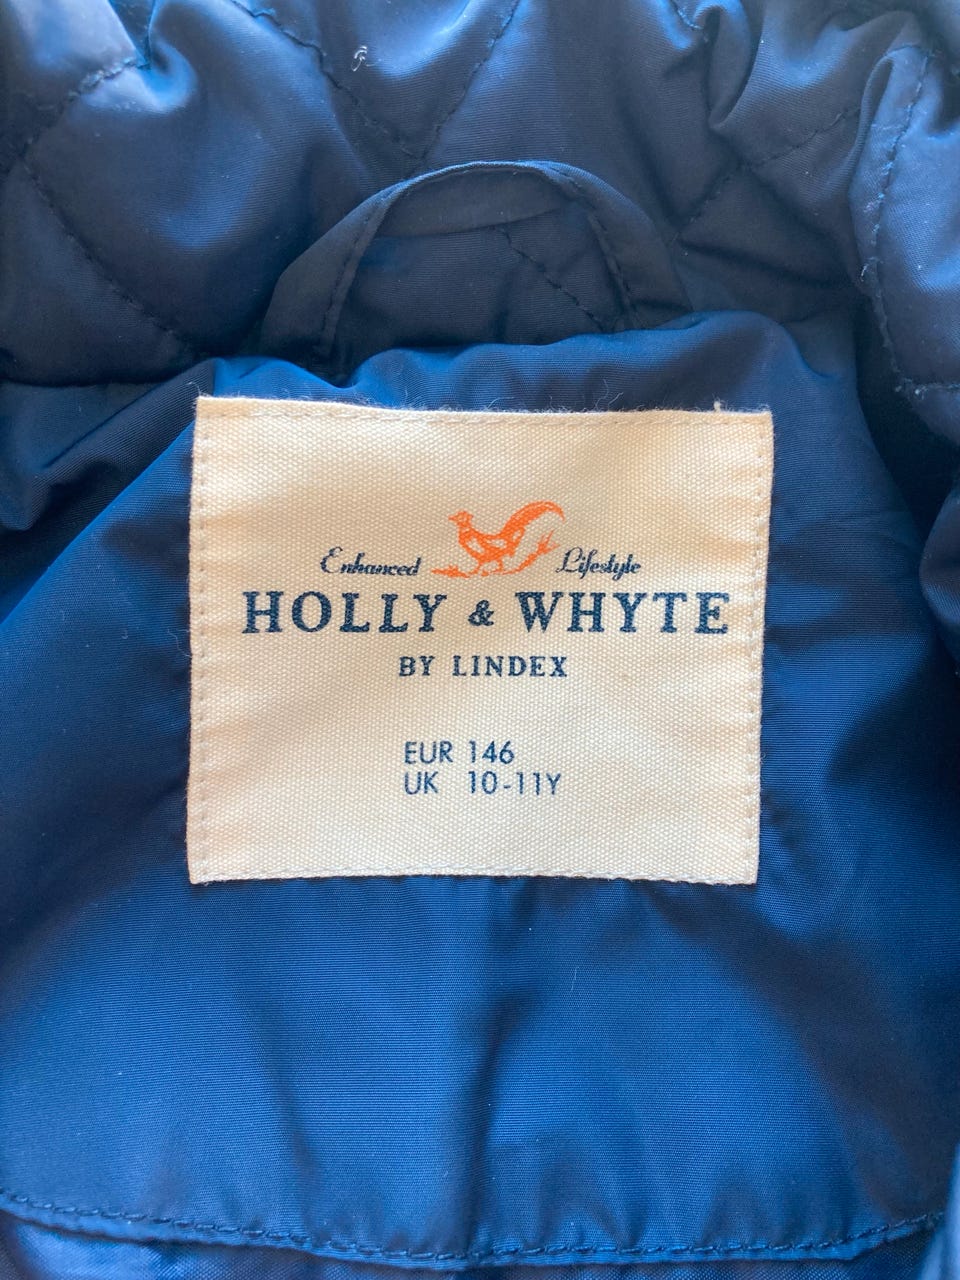 Enhanced Lifestyle
HOLLY & WHYTE
BY LINDEX
EUR 146
UK 10-11Y